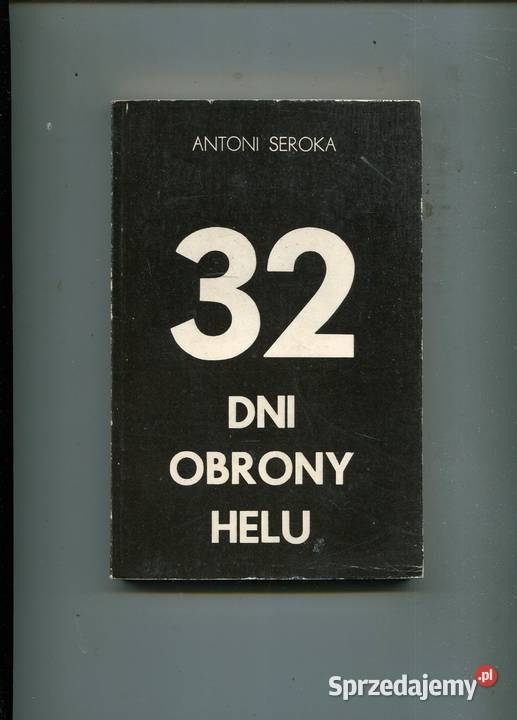 ANTONI SEROKA
32
DNI
OBRONY
HELU
Sprzedajemy.pl